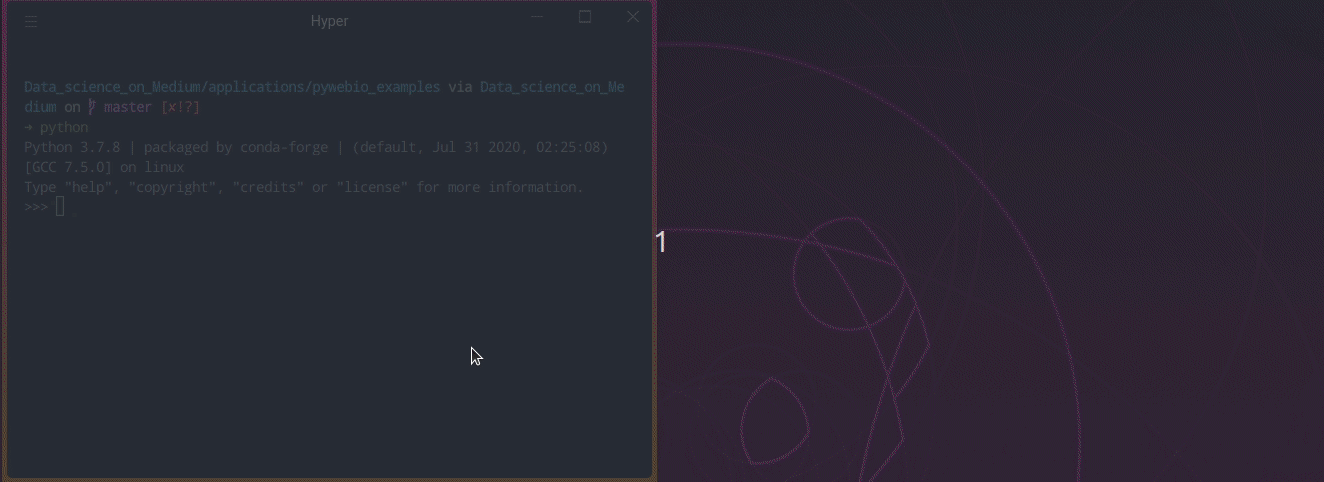 Hyper
Data_science_on_Medium/applications/pywebio_examples via Data_science_on_Me
dium on master [✘!?]
→ python
Python 3.7.8 | packaged by conda-forge | (default, Jul 31 2020, 02:25:08)
[GCC 7.5.0] on linux
Type "help", "copyright", "credits" or "license" for more information.
>>>
1